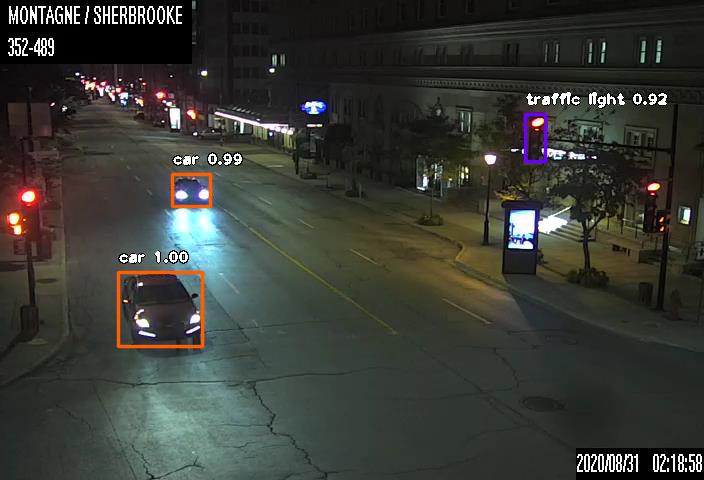 MONTAGNE / SHERBROOKE
352-489
traffic light 0.92
car 0.99
car 1.00
2020/08/31 02:18:58